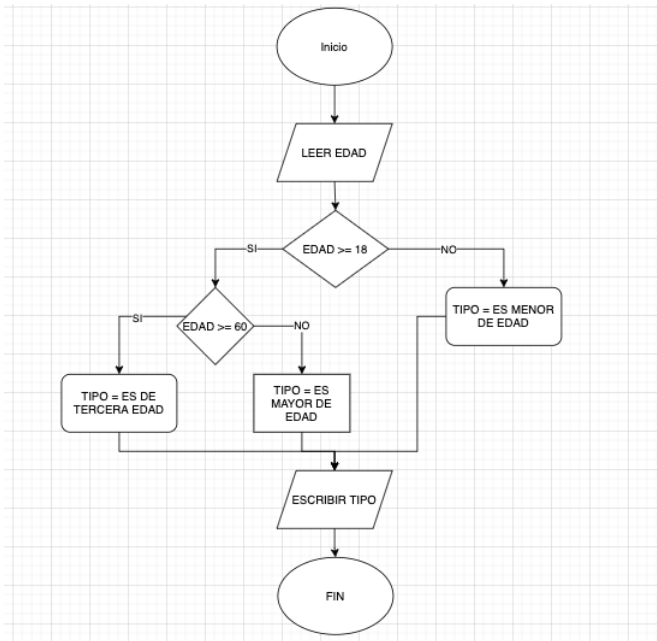 Inicio
LEER EDAD
EDAD >= 18
SI
NO
EDAD >= 60
SI
NO
TIPO = ES MENOR
DE EDAD
TIPO = ES DE
TERCERA EDAD
TIPO = ES
MAYOR DE
EDAD
ESCRIBIR TIPO
FIN